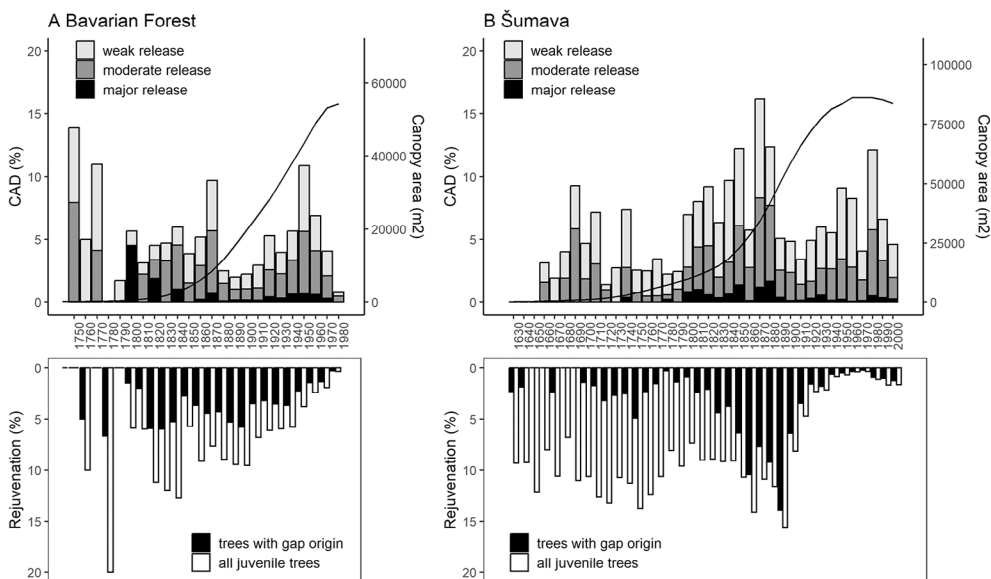 A Bavarian Forest
20
15
10
5
0
CAD (%)
weak release
moderate release
major release
60000
40000
20000
0
Canopy area (m2)
1750 1760 1770 1780 1790 1800 1810 1820 1830 1840 1850 1860 1870 1880 1890 1900 1910 1920 1930 1940 1950 1960 1970 1980
0
5
10
15
20
Rejuvenation (%)
trees with gap origin
all juvenile trees
B Šumava
20
15
10
5
0
CAD (%)
weak release
moderate release
major release
100000
75000
50000
25000
0
Canopy area (m2)
1630 1640 1650 1660 1670 1680 1690 1700 1710 1720 1730 1740 1750 1760 1770 1780 1790 1800 1810 1820 1830 1840 1850 1860 1870 1880 1890 1900 1910 1920 1930 1940 1950 1960 1970 1980 1990 2000
0
5
10
15
20
Rejuvenation (%)
trees with gap origin
all juvenile trees